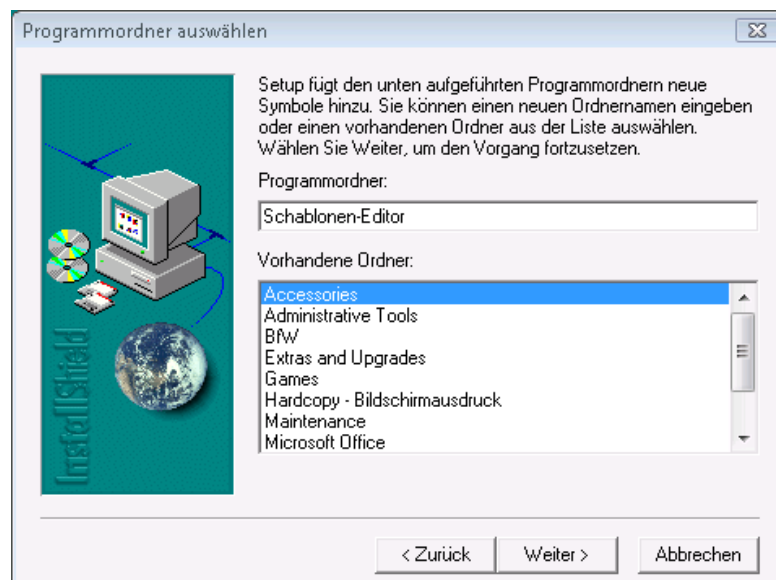 Programmordner auswählen
Setup fügt den unten aufgeführten Programmordnern neue
Symbole hinzu. Sie können einen neuen Ordnernamen eingeben
oder einen vorhandenen Ordner aus der Liste auswählen.
Wählen Sie Weiter, um den Vorgang fortzusetzen.
Programmordner:
Schablonen-Editor
Vorhandene Ordner:
Accessories
Administrative Tools
BfW
Extras and Upgrades
Games
Hardcopy - Bildschirmausdruck
Maintenance
Microsoft Office
InstallShield
< Zurück
Weiter >
Abbrechen